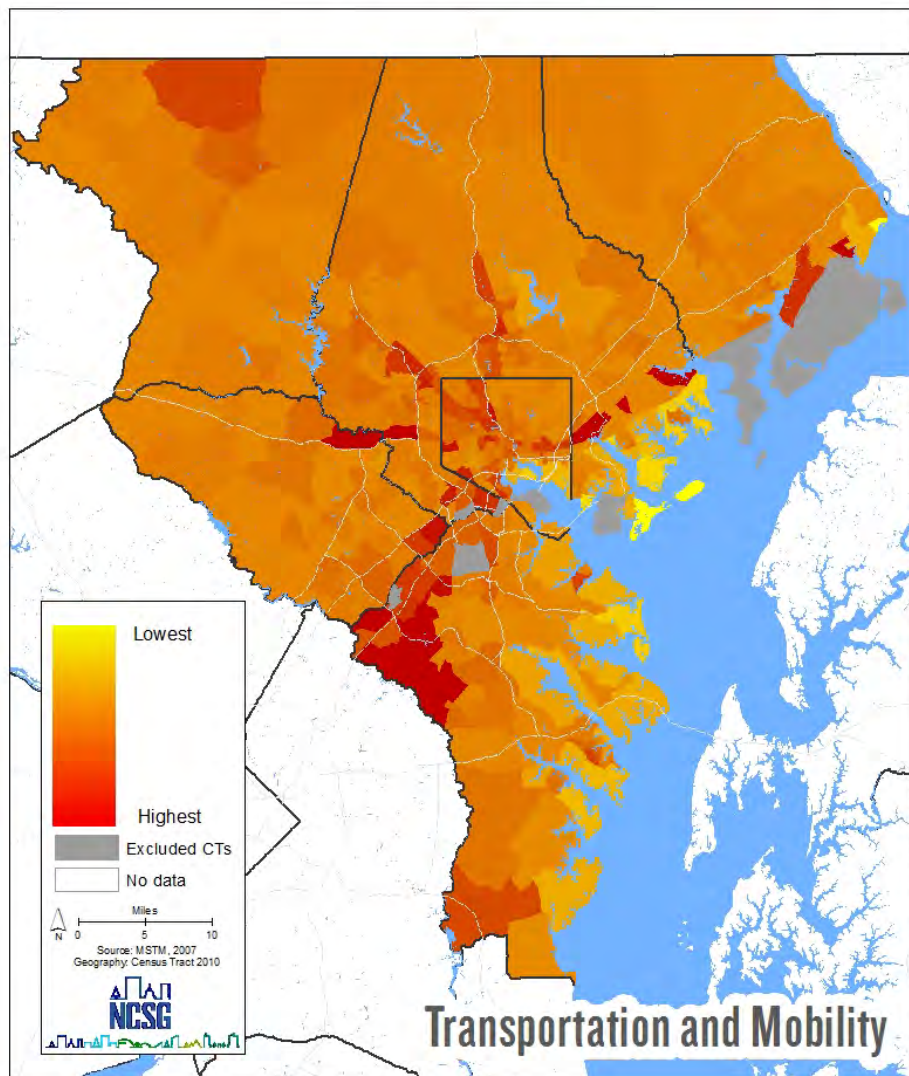 Lowest
Highest
Excluded CTs
No data
Miles
N
0 5 10
Source: MSTM, 2007
Geography: Census Tract 2010
NCSG
Transportation and Mobility